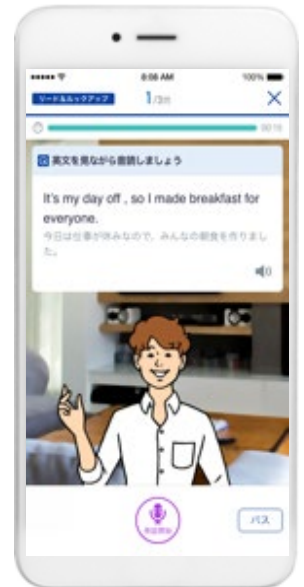 8:08 AM
100%
リード&ルックアップ
1/3問
00:10
英文を見ながら音読しましょう
It's my day off , so I made breakfast for
everyone.
今日は仕事が休みなので、みんなの朝食を作りまし
た。
パス